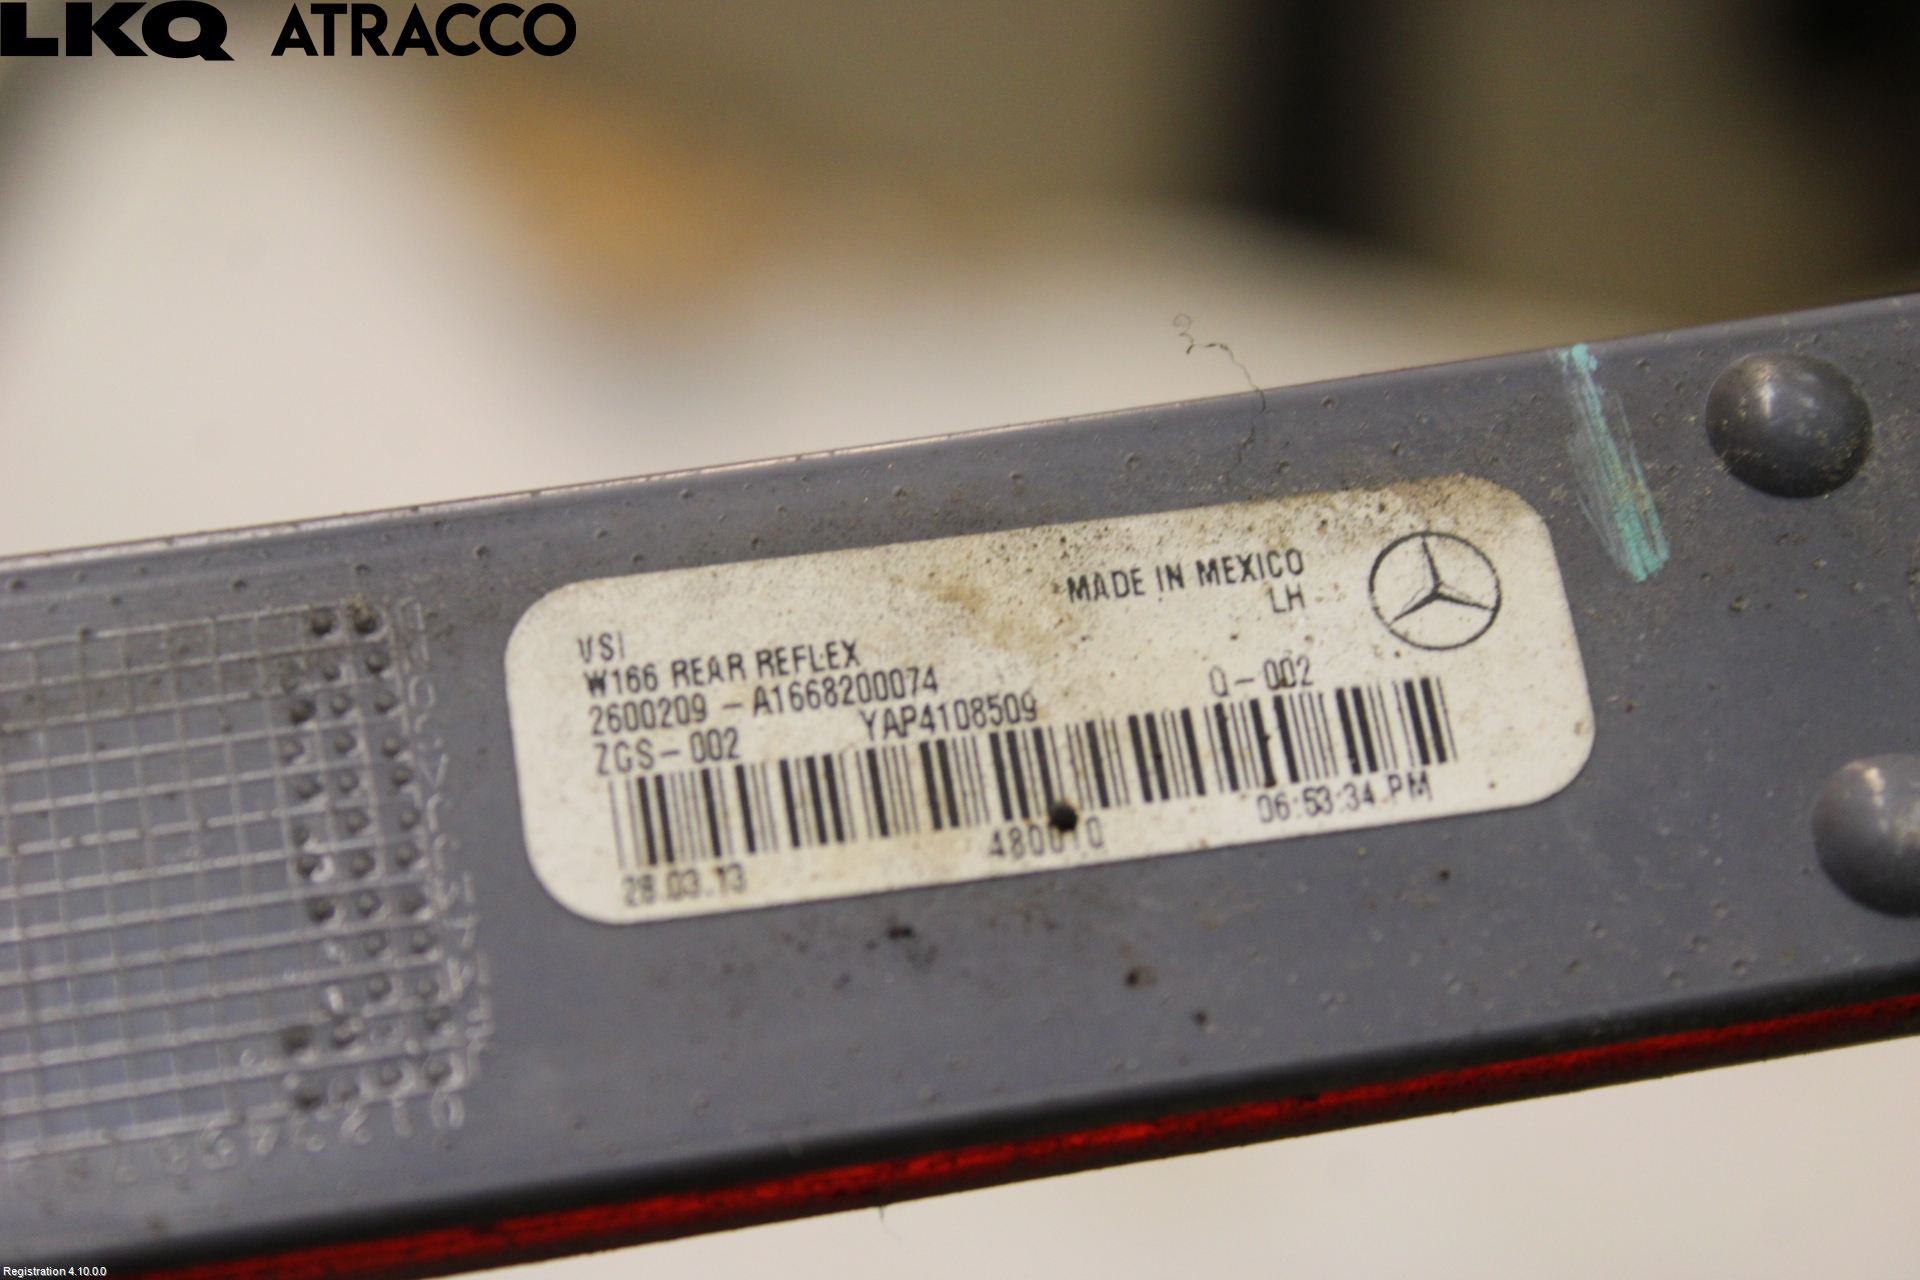 LKQ ATRACCO
MADE IN MEXICO
LH
VSI
W166 REAR REFLEX
2600209 - A1668200074
Q-002
ZGS-002 YAP4108509
28.03.13 480010 06:53:34 PM
Registration 4.10.0.0